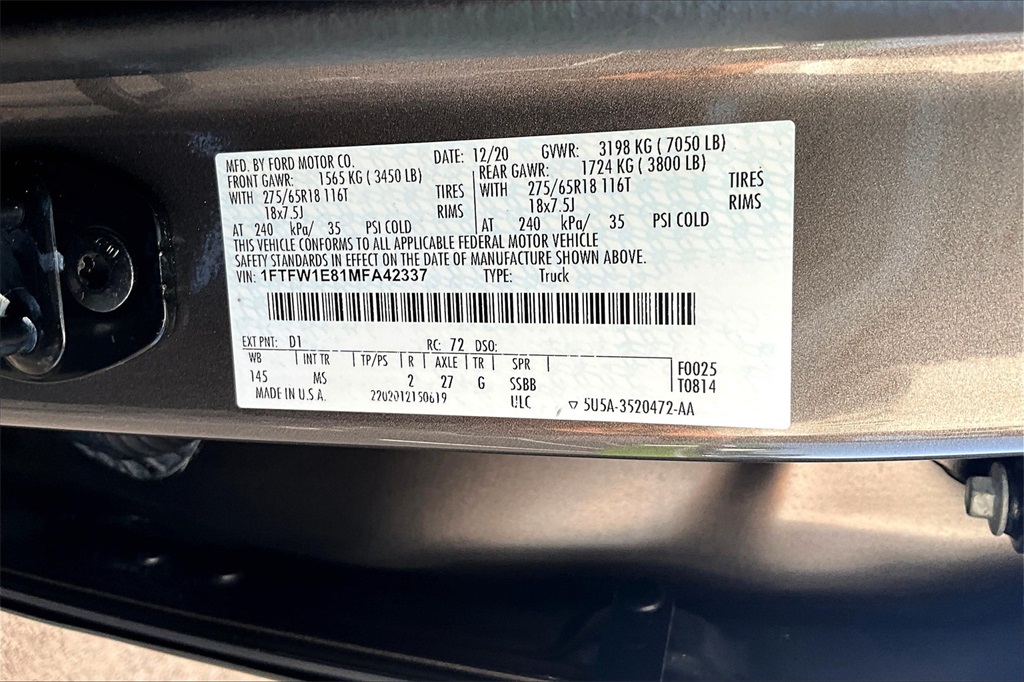 MFD. BY FORD MOTOR CO. DATE: 12/20 GVWR: 3198 KG ( 7050 LB)
FRONT GAWR: 1565 KG ( 3450 LB) REAR GAWR: 1724 KG ( 3800 LB)
WITH 275/65R18 116T TIRES WITH 275/65R18 116T TIRES
18x7.5J RIMS 18x7.5J RIMS
AT 240 kPa/ 35 PSI COLD AT 240 kPa/ 35 PSI COLD
THIS VEHICLE CONFORMS TO ALL APPLICABLE FEDERAL MOTOR VEHICLE
SAFETY STANDARDS IN EFFECT ON THE DATE OF MANUFACTURE SHOWN ABOVE.
VIN: 1FTFW1E81MFA42337 TYPE: Truck
EXT PNT: D1 RC: 72 DSO:
WB INT TR TP/PS R AXLE TR SPR F0025
145 MS 2 27 G SSBB T0814
MADE IN U.S.A. 2202012150619 ULC 5U5A-3520472-AA